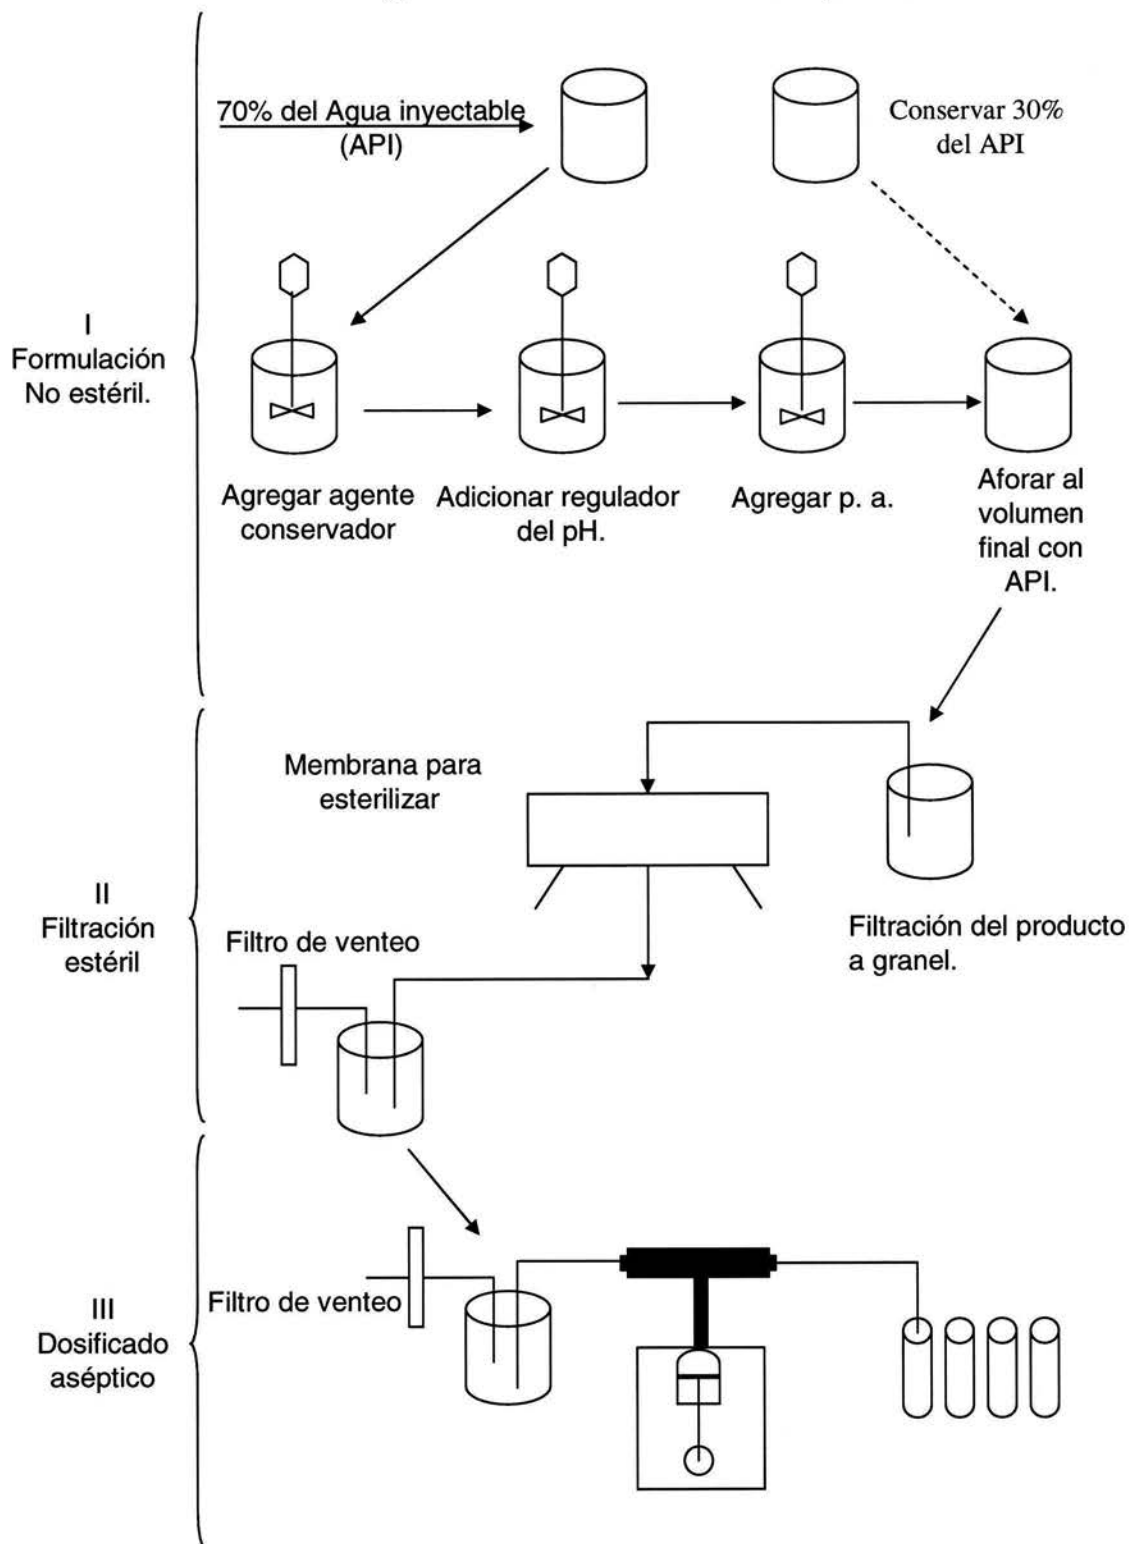 70% del Agua inyectable
(API)
Conservar 30%
del API
I
Formulación
No estéril.
Agregar agente
conservador
Adicionar regulador
del pH.
Agregar p. a.
Aforar al
volumen
final con
API.
Membrana para
esterilizar
II
Filtración
estéril
Filtro de venteo
Filtración del producto
a granel.
Filtro de venteo
III
Dosificado
aséptico